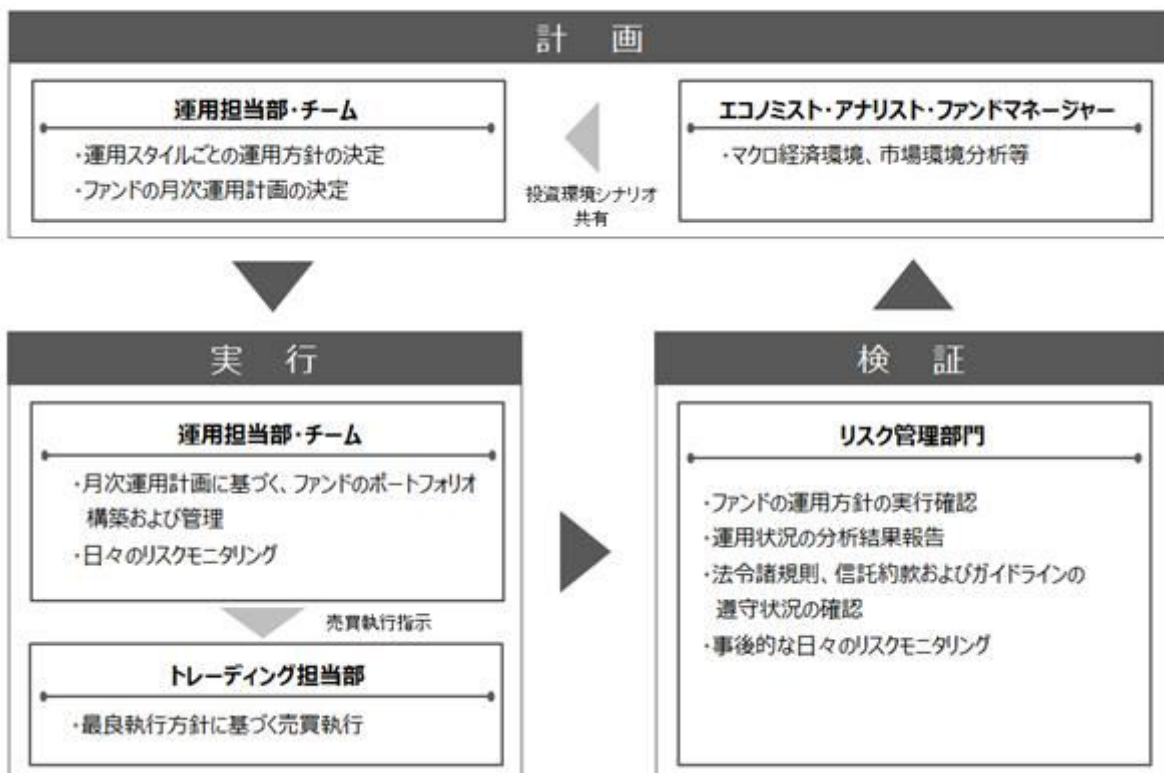 計 画
運用担当部・チーム
・運用スタイルごとの運用方針の決定
・ファンドの月次運用計画の決定
投資環境シナリオ
共有
エコノミスト・アナリスト・ファンドマネージャー
・マクロ経済環境、市場環境分析等
実 行
運用担当部・チーム
・月次運用計画に基づく、ファンドのポートフォリオ
構築および管理
・日々のリスクモニタリング
売買執行指示
トレーディング担当部
・最良執行方針に基づく売買執行
検 証
リスク管理部門
・ファンドの運用方針の実行確認
・運用状況の分析結果報告
・法令諸規則、信託約款およびガイドラインの
遵守状況の確認
・事後的な日々のリスクモニタリング